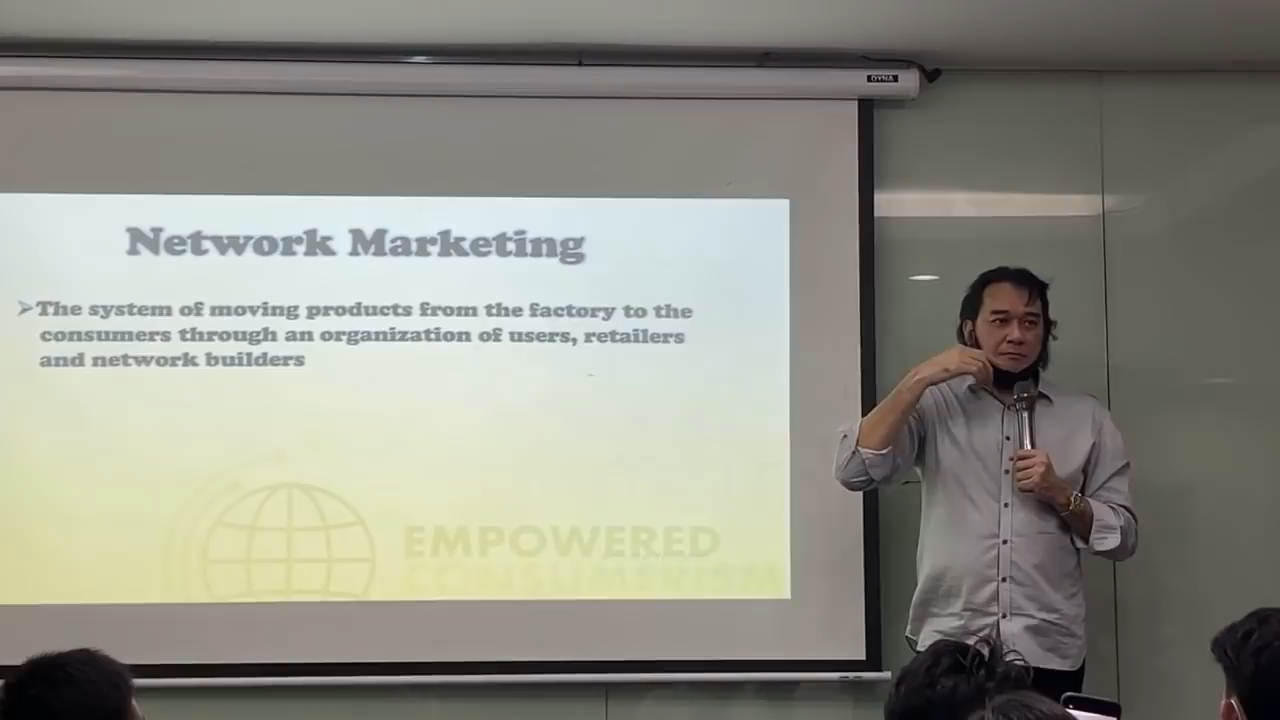 DYNA
Network Marketing
➢The system of moving products from the factory to the
consumers through an organization of users, retailers
and network builders
EMPOWERED
CONSUMERISM